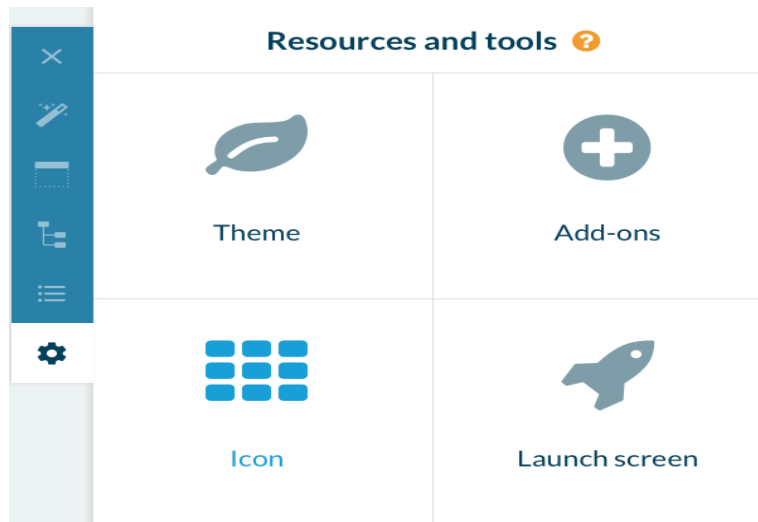 Resources and tools ?
Theme
Add-ons
Icon
Launch screen